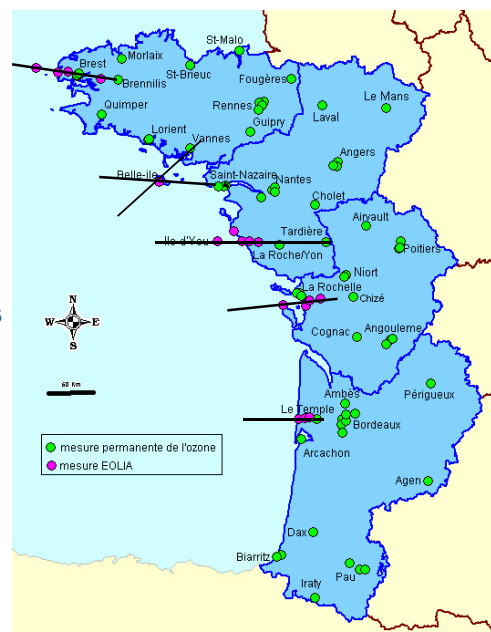 St-Malo
Morlaix
Brest
St-Brieuc
Fougères
Brennilis
Le Mans
Quimper
Rennes
Laval
Lorient
Guipry
Vannes
Angers
Belle-ile
Saint-Nazaire
Nantes
Cholet
Airvault
Ile d'Yeu
Tardière
Poitiers
La Roche/Yon
Niort
La Rochelle
Chizé
N
W
E
S
Cognac
Angouleme
60 Km
Périgueux
Ambès
Le Temple
Bordeaux
mesure permanente de l'ozone
mesure EOLIA
Arcachon
Agen
Dax
Biarritz
Pau
Iraty